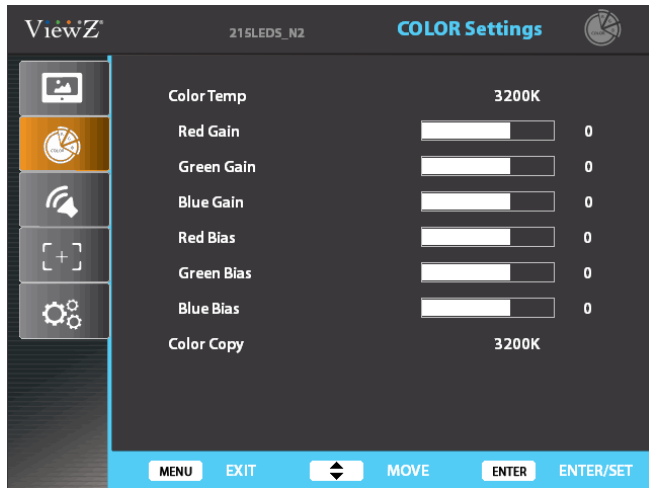 ViewZ 215LEDS_N2 COLOR Settings
COLOR
Color Temp 3200K
Red Gain 0
Green Gain 0
Blue Gain 0
Red Bias 0
Green Bias 0
Blue Bias 0
Color Copy 3200K
MENU EXIT MOVE ENTER ENTER/SET